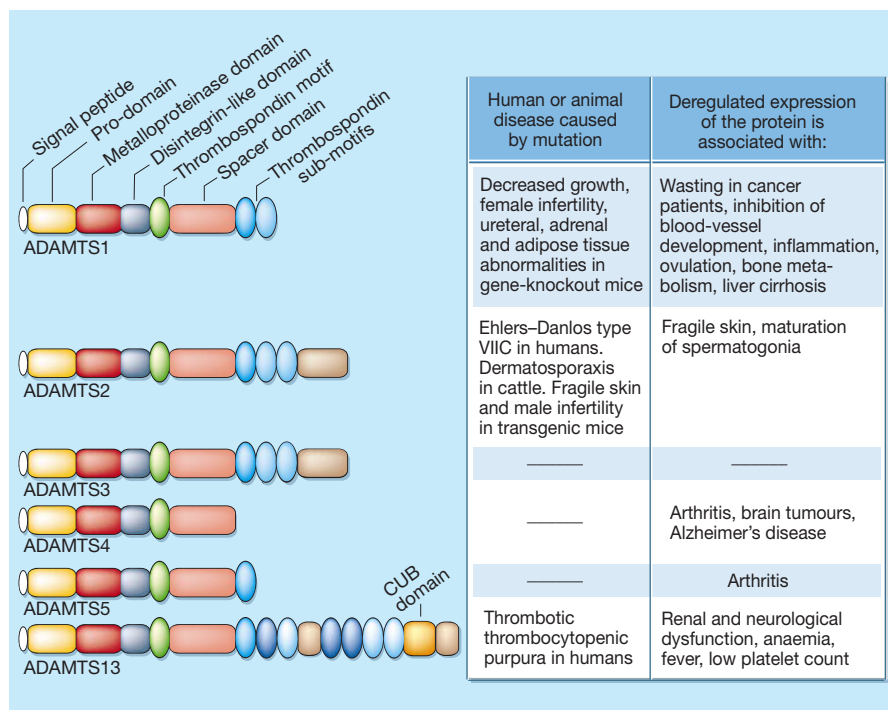 Signal peptide
Pro-domain
Metalloproteinase domain
Disintegrin-like domain
Thrombospondin motif
Spacer domain
Thrombospondin
sub-motifs
ADAMTS1
ADAMTS2
ADAMTS3
ADAMTS4
ADAMTS5
CUB
domain
ADAMTS13
Human or animal
disease caused
by mutation
Deregulated expression
of the protein is
associated with:
Decreased growth,
female infertility,
ureteral, adrenal
and adipose tissue
abnormalities in
gene-knockout mice
Wasting in cancer
patients, inhibition of
blood-vessel
development, inflammation,
ovulation, bone meta-
bolism, liver cirrhosis
Ehlers–Danlos type
VIIC in humans.
Dermatosporaxis
in cattle. Fragile skin
and male infertility
in transgenic mice
Fragile skin, maturation
of spermatogonia
———
———
———
Arthritis, brain tumours,
Alzheimer's disease
———
Arthritis
Thrombotic
thrombocytopenic
purpura in humans
Renal and neurological
dysfunction, anaemia,
fever, low platelet count